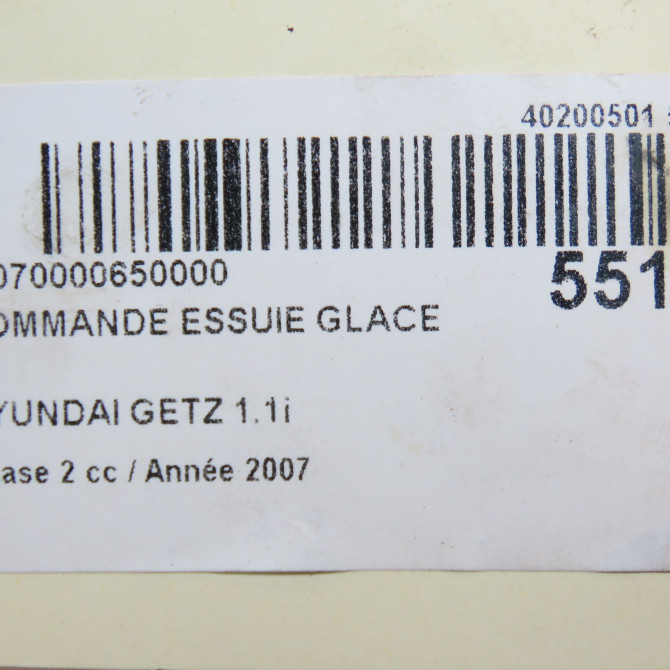 40200501
070000650000
551
OMMANDE ESSUIE GLACE
YUNDAI GETZ 1.1i
ase 2 cc / Année 2007